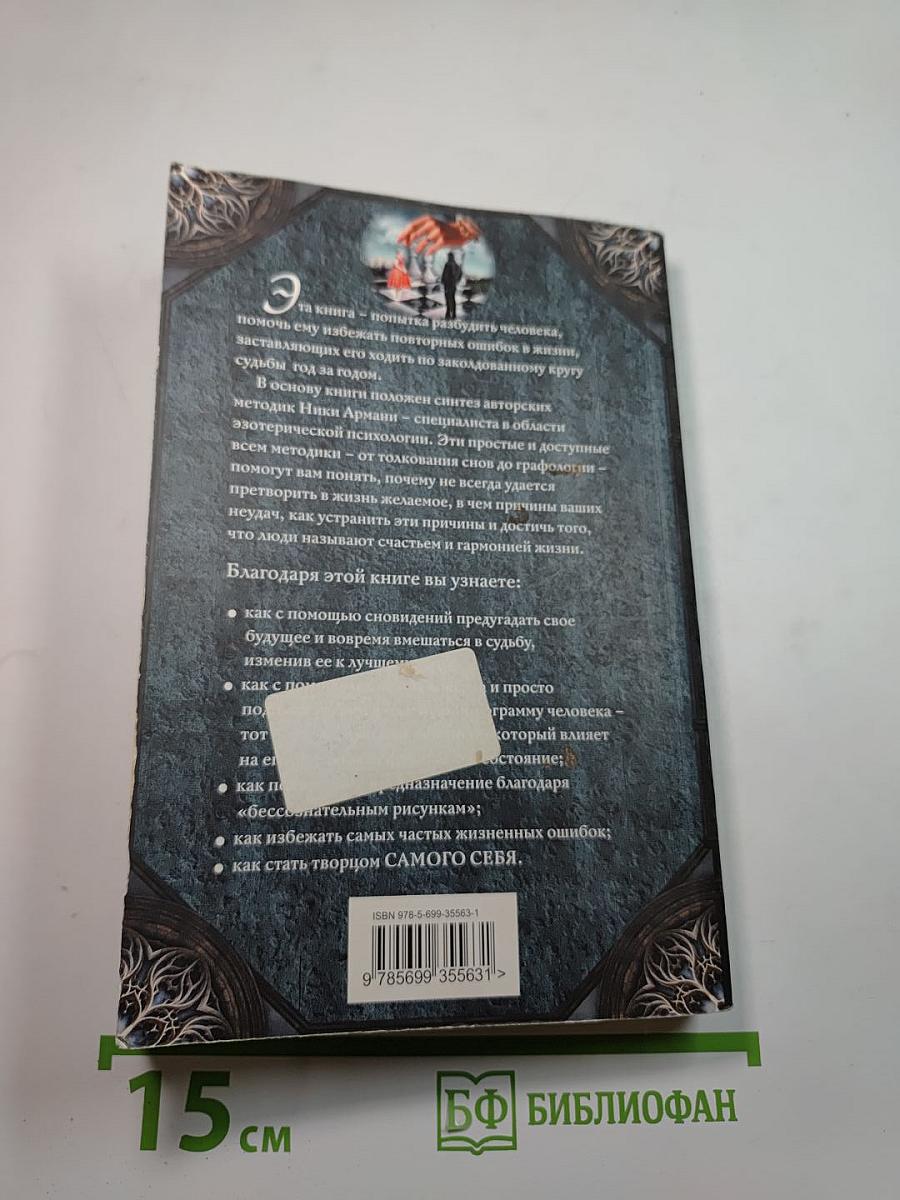 Эта книга – попытка разбудить человека,
помочь ему избежать повторных ошибок в жизни,
заставляющих его ходить по заколдованному кругу
судьбы год за годом.
В основу книги положен синтез авторских
методик Ники Армани – специалиста в области
эзотерической психологии. Эти простые и доступные
всем методики – от толкования снов до графологии –
помогут вам понять, почему не всегда удается
претворить в жизнь желаемое, в чем причины ваших
неудач, как устранить эти причины и достичь того,
что люди называют счастьем и гармонией жизни.
Благодаря этой книге вы узнаете:
• как с помощью сновидений предугадать свое
будущее и вовремя вмешаться в судьбу,
изменив ее к лучшему
• как с и просто
человека –
тот который влияет
на
• как благодаря
«бессознательным рисункам»;
• как избежать самых частых жизненных ошибок;
• как стать творцом САМОГО СЕБЯ.
ISBN 978-5-699-35563-1
9 785699 355631 >
15 см
БФ БИБЛИОФАН